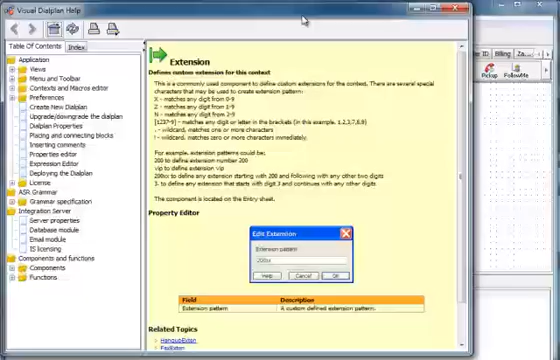 Visual Dialplan Help
Table Of Contents
Index
Application
Views
Menu and Toolbar
Contexts and Macros editor
Preferences
Create New Dialplan
Upgrade/downgrade the dialplan
Dialplan Properties
Placing and connecting blocks
Inserting comments
Properties editor
Expression Editor
Deploying the Dialplan
License
ASR Grammar
Grammar specification
Integration Server
Server properties
Database module
Email module
IS licensing
Components and functions
Components
Functions
Extension
Defines custom extension for this context
This is a commonly used component to define custom extensions for the context. There are several special
characters that may be used to create extension pattern:
X - matches any digit from 0-9
Z - matches any digit from 1-9
N - matches any digit from 2-9
[1237-9] - matches any digit or letter in the brackets (in this example, 1,2,3,7,8,9)
. - wildcard, matches one or more characters
! - wildcard, matches zero or more characters immediately.
For example, extension patterns could be:
200 to define extension number 200
vip to define extension vip
200xx to define any extension starting with 200 and following with any other two digits
3. to define any extension that starts with digit 3 and continues with any other digits
The component is located on the Entry sheet.
Property Editor
Edit Extension
Extension pattern
200xx
Help
Cancel
OK
Field
Description
Extension pattern
A custom defined extension pattern.
Related Topics
HangupExten
FaxExten
Billing
Pickup
FollowMe